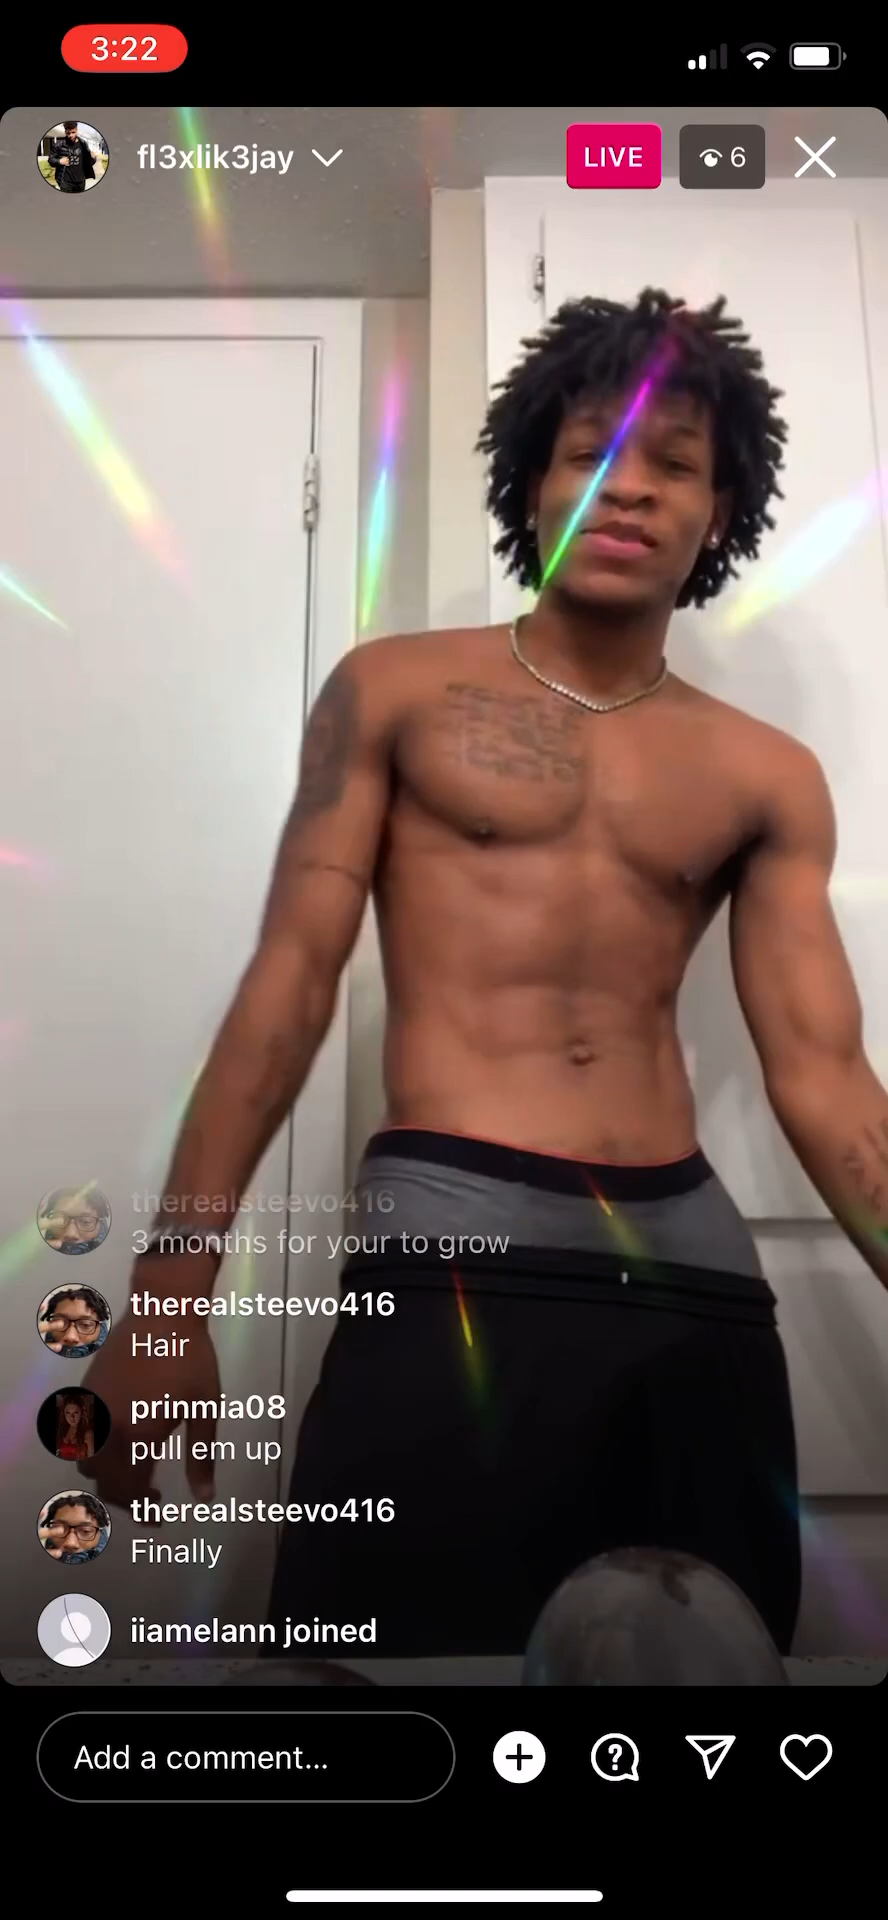 3:22
fl3xlik3jay
LIVE
6
therealsteevo416
3 months for your to grow
therealsteevo416
Hair
prinmia08
pull em up
therealsteevo416
Finally
iiamelann joined
Add a comment...